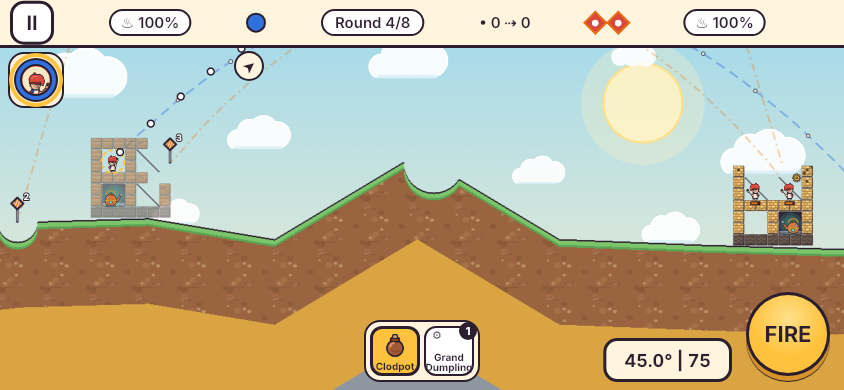 100%
Round 4/8
• 0 ⇢ 0
100%
3
2
Clodpot
1
Grand
Dumpling
45.0° | 75
FIRE